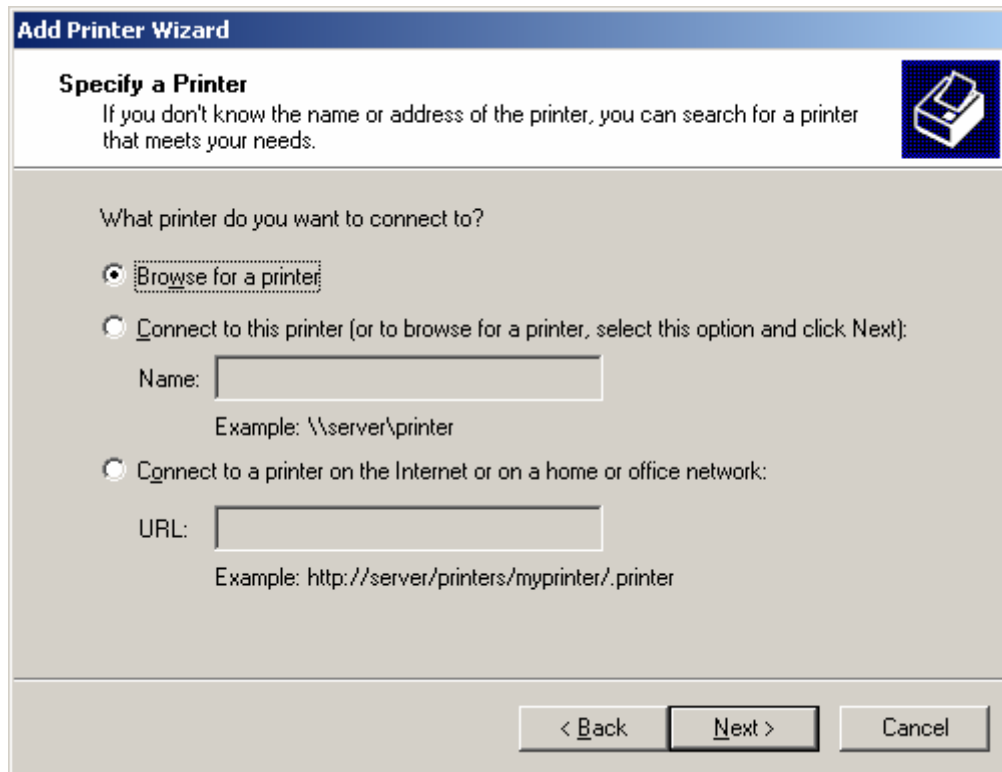 Add Printer Wizard
Specify a Printer
If you don't know the name or address of the printer, you can search for a printer
that meets your needs.
What printer do you want to connect to?
Browse for a printer
Connect to this printer (or to browse for a printer, select this option and click Next):
Name:
Example: \\server\printer
Connect to a printer on the Internet or on a home or office network:
URL:
Example: http://server/printers/myprinter/.printer
< Back Next > Cancel